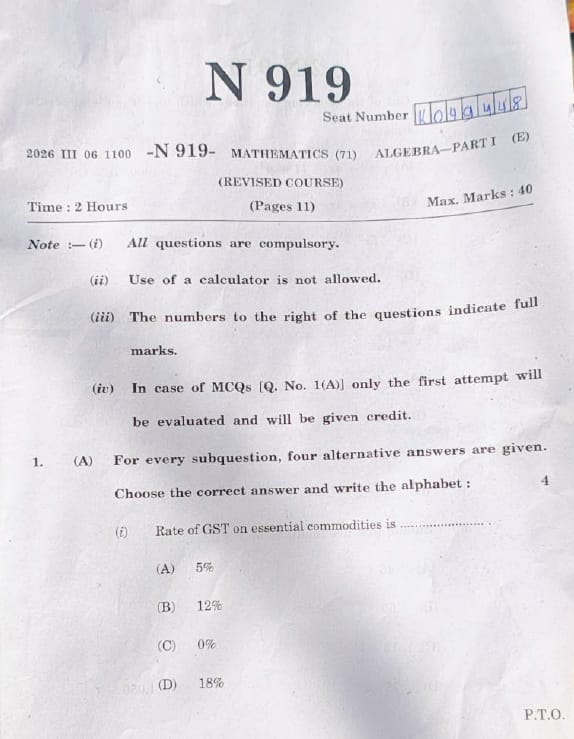 N 919
Seat Number K099448
2026 III 06 1100 -N 919- MATHEMATICS (71) ALGEBRA—PART I (E)
(REVISED COURSE)
Time : 2 Hours (Pages 11) Max. Marks : 40
Note :— (i) All questions are compulsory.
(ii) Use of a calculator is not allowed.
(iii) The numbers to the right of the questions indicate full
marks.
(iv) In case of MCQs [Q. No. 1(A)] only the first attempt will
be evaluated and will be given credit.
1. (A) For every subquestion, four alternative answers are given.
Choose the correct answer and write the alphabet : 4
(i) Rate of GST on essential commodities is ........................ .
(A) 5%
(B) 12%
(C) 0%
(D) 18%
P.T.O.